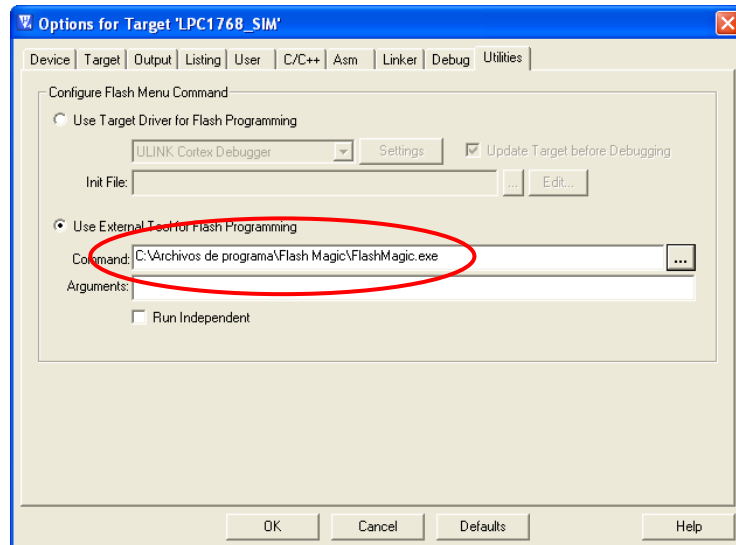 Options for Target 'LPC1768_SIM'
Device Target Output Listing User C/C++ Asm Linker Debug Utilities
Configure Flash Menu Command
Use Target Driver for Flash Programming
ULINK Cortex Debugger Settings Update Target before Debugging
Init File: ... Edit...
Use External Tool for Flash Programming
Command: C:\Archivos de programa\Flash Magic\FlashMagic.exe ...
Arguments:
Run Independent
OK Cancel Defaults Help